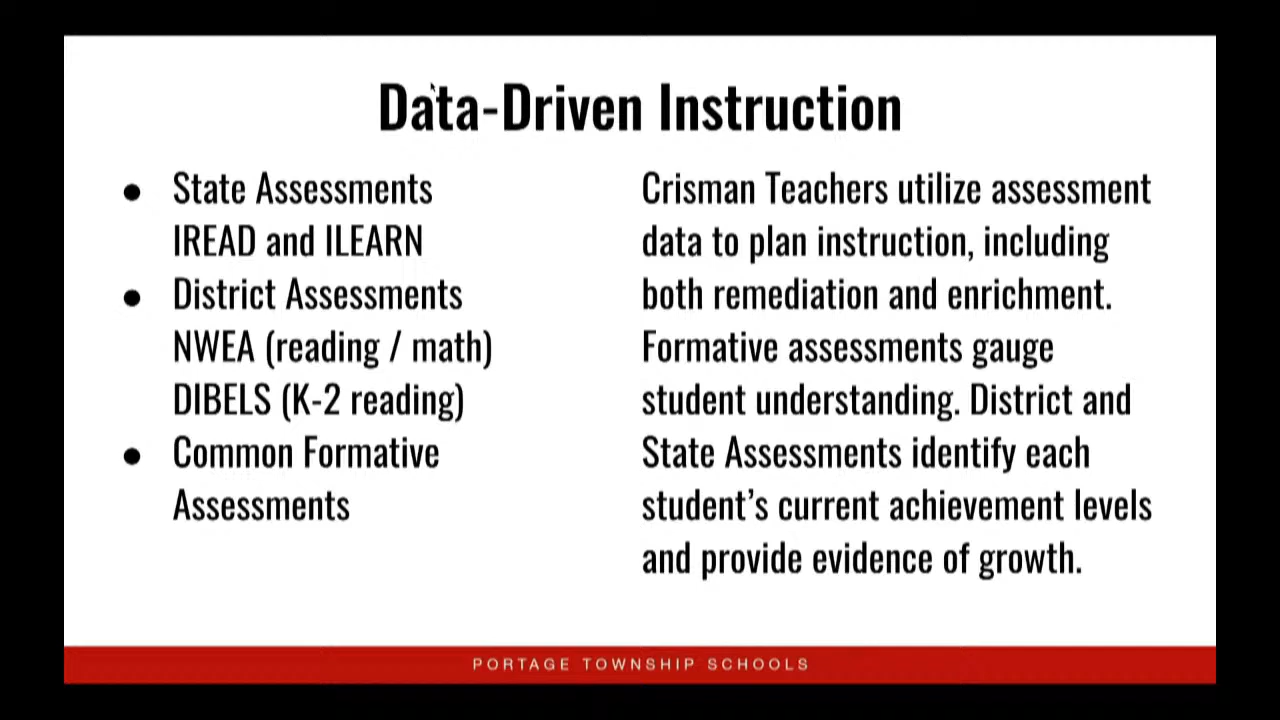 Data-Driven Instruction
● State Assessments
IREAD and ILEARN
● District Assessments
NWEA (reading / math)
DIBELS (K-2 reading)
● Common Formative
Assessments
Crisman Teachers utilize assessment
data to plan instruction, including
both remediation and enrichment.
Formative assessments gauge
student understanding. District and
State Assessments identify each
student’s current achievement levels
and provide evidence of growth.
PORTAGE TOWNSHIP SCHOOLS